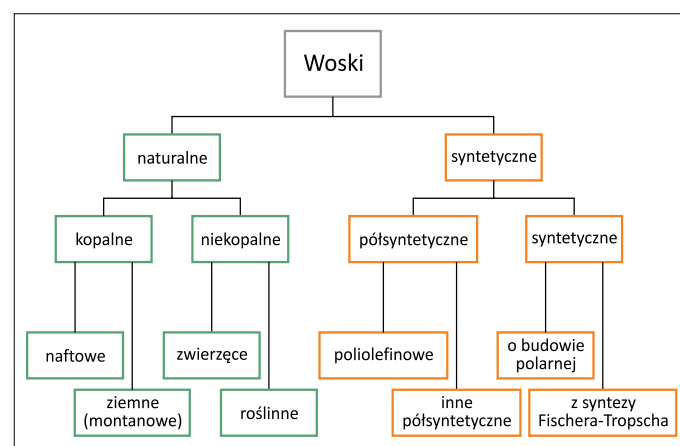 Woski
naturalne
syntetyczne
kopalne
niekopalne
półsyntetyczne
syntetyczne
naftowe
zwierzęce
poliolefinowe
o budowie
polarnej
ziemne
(montanowe)
roślinne
inne
półsyntetyczne
z syntezy
Fischera-Tropscha